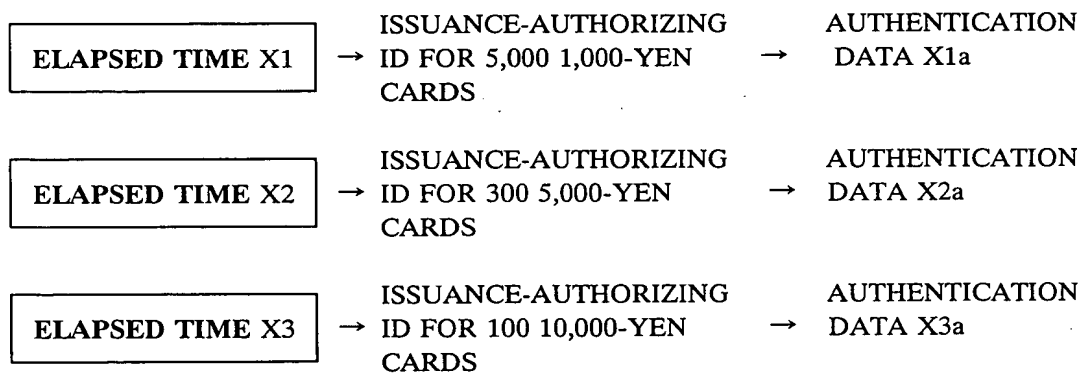 ELAPSED TIME X1 → ISSUANCE-AUTHORIZING ID FOR 5,000 1,000-YEN CARDS → AUTHENTICATION DATA X1a
ELAPSED TIME X2 → ISSUANCE-AUTHORIZING ID FOR 300 5,000-YEN CARDS → AUTHENTICATION DATA X2a
ELAPSED TIME X3 → ISSUANCE-AUTHORIZING ID FOR 100 10,000-YEN CARDS → AUTHENTICATION DATA X3a